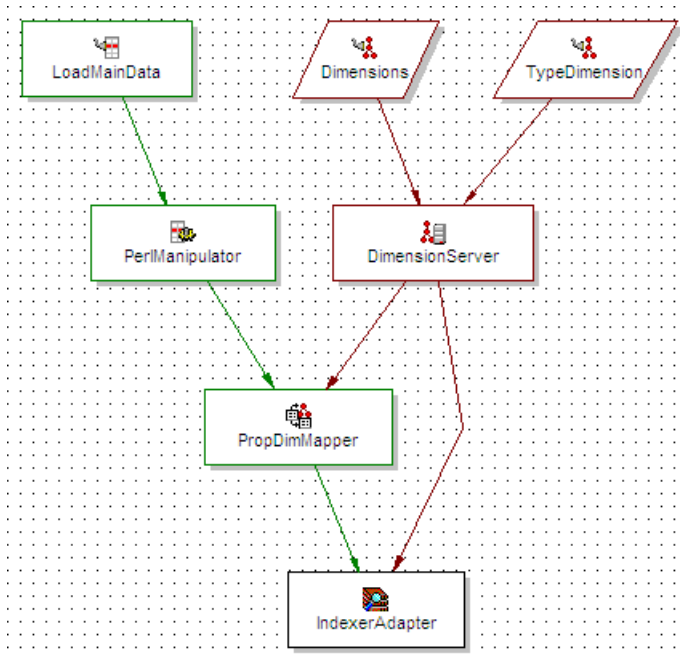 LoadMainData
Dimensions
TypeDimension
PerlManipulator
DimensionServer
PropDimMapper
IndexerAdapter